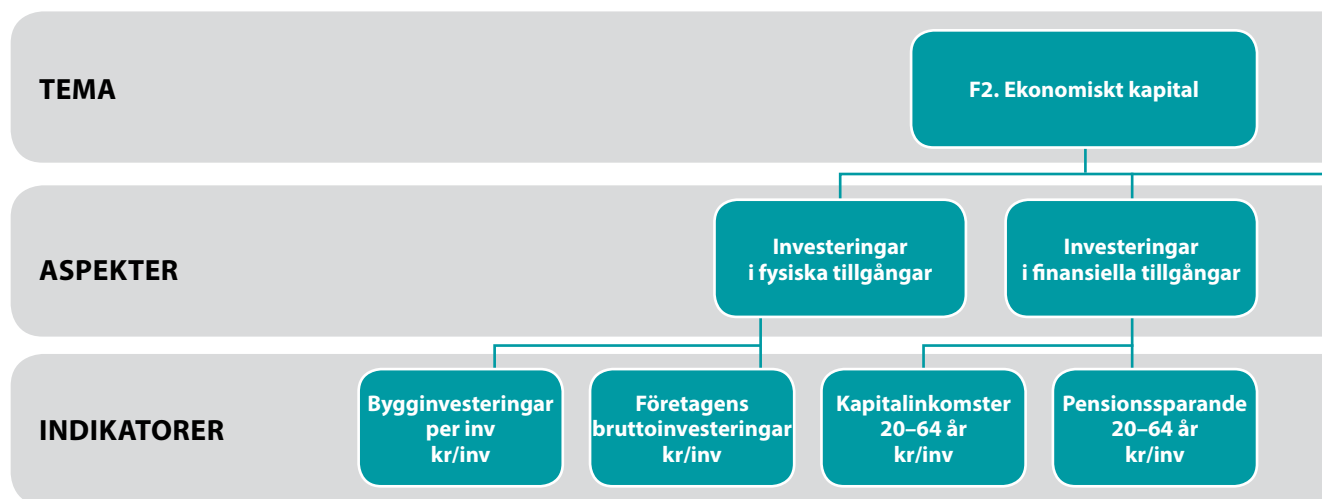 TEMA
F2. Ekonomiskt kapital
ASPEKTER
Investeringar
i fysiska tillgångar
Investeringar
i finansiella tillgångar
INDIKATORER
Bygginvesteringar
per inv
kr/inv
Företagens
bruttoinvesteringar
kr/inv
Kapitalinkomster
20–64 år
kr/inv
Pensionssparande
20–64 år
kr/inv